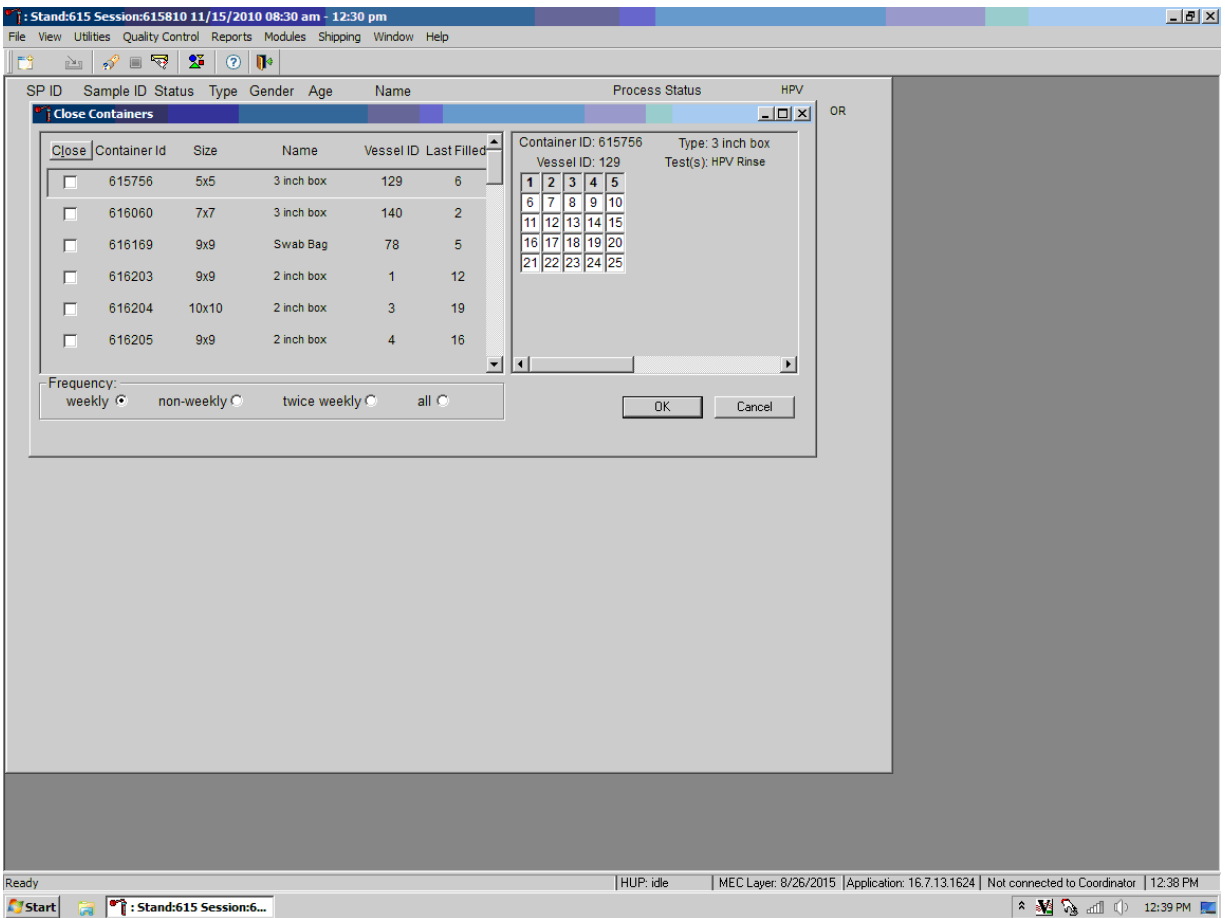 : Stand:615 Session:615810 11/15/2010 08:30 am - 12:30 pm
File View Utilities Quality Control Reports Modules Shipping Window Help
SP ID Sample ID Status Type Gender Age Name Process Status HPV
OR
Close Containers
Close Container Id Size Name Vessel ID Last Filled
615756 5x5 3 inch box 129 6
616060 7x7 3 inch box 140 2
616169 9x9 Swab Bag 78 5
616203 9x9 2 inch box 1 12
616204 10x10 2 inch box 3 19
616205 9x9 2 inch box 4 16
Container ID: 615756 Type: 3 inch box
Vessel ID: 129 Test(s): HPV Rinse
1 2 3 4 5
6 7 8 9 10
11 12 13 14 15
16 17 18 19 20
21 22 23 24 25
Frequency:
weekly non-weekly twice weekly all
OK Cancel
Ready HUP: idle MEC Layer: 8/26/2015 Application: 16.7.13.1624 Not connected to Coordinator 12:38 PM
Start : Stand:615 Session:6... 12:39 PM